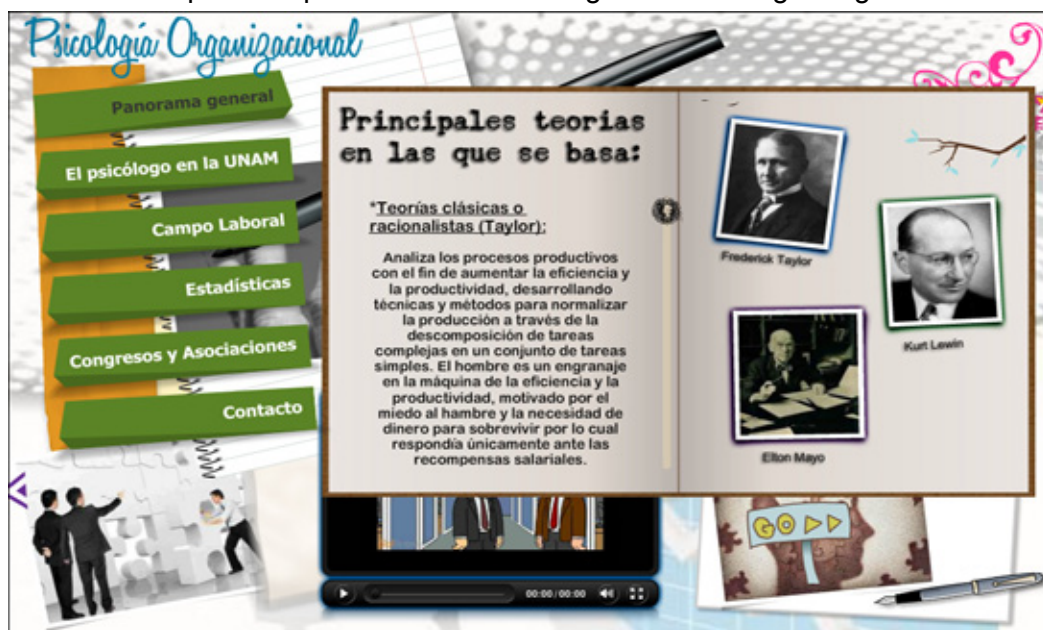 Psicología Organizacional
Panorama general
El psicólogo en la UNAM
Campo Laboral
Estadísticas
Congresos y Asociaciones
Contacto
Principales teorias
en las que se basa:
*Teorías clásicas o
racionalistas (Taylor):
Analiza los procesos productivos
con el fin de aumentar la eficiencia y
la productividad, desarrollando
técnicas y métodos para normalizar
la producción a través de la
descomposición de tareas
complejas en un conjunto de tareas
simples. El hombre es un engranaje
en la máquina de la eficiencia y la
productividad, motivado por el
miedo al hambre y la necesidad de
dinero para sobrevivir por lo cual
respondía únicamente ante las
recompensas salariales.
Frederick Taylor
Kurt Lewin
Elton Mayo
GO
00:00/00:00